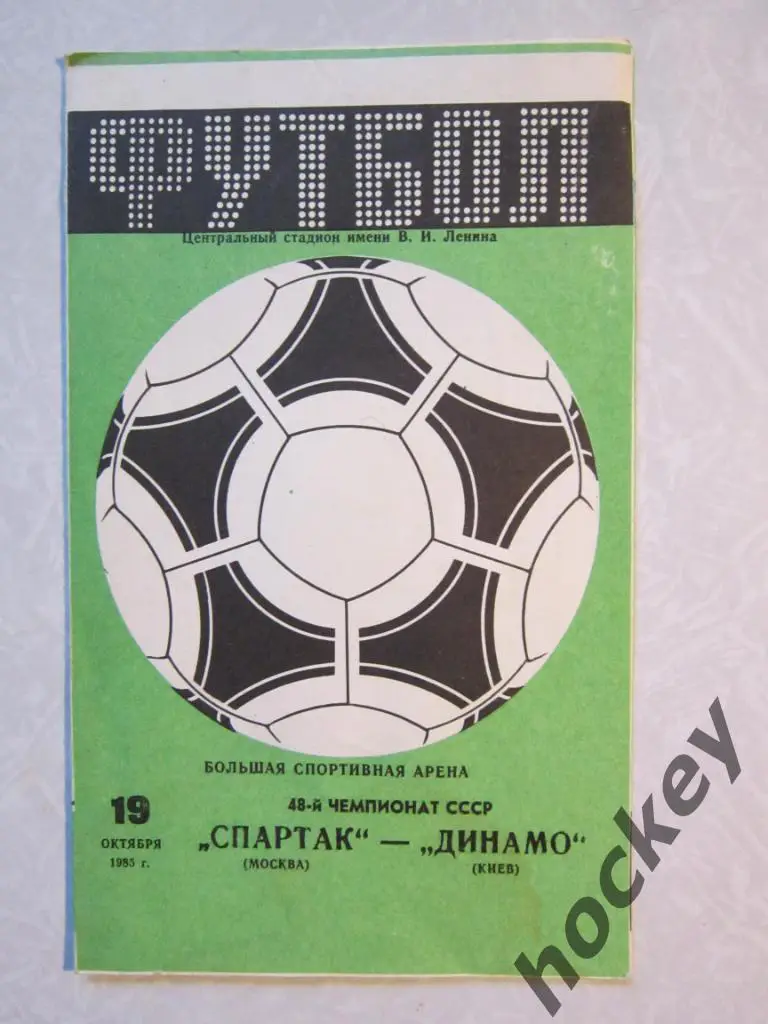 ФУТБОЛ
Центральный стадион имени В. И. Ленина
БОЛЬШАЯ СПОРТИВНАЯ АРЕНА
19
ОКТЯБРЯ
1985 г.
48-й ЧЕМПИОНАТ СССР
„СПАРТАК“ — „ДИНАМО“
(МОСКВА) (КИЕВ)
hockey